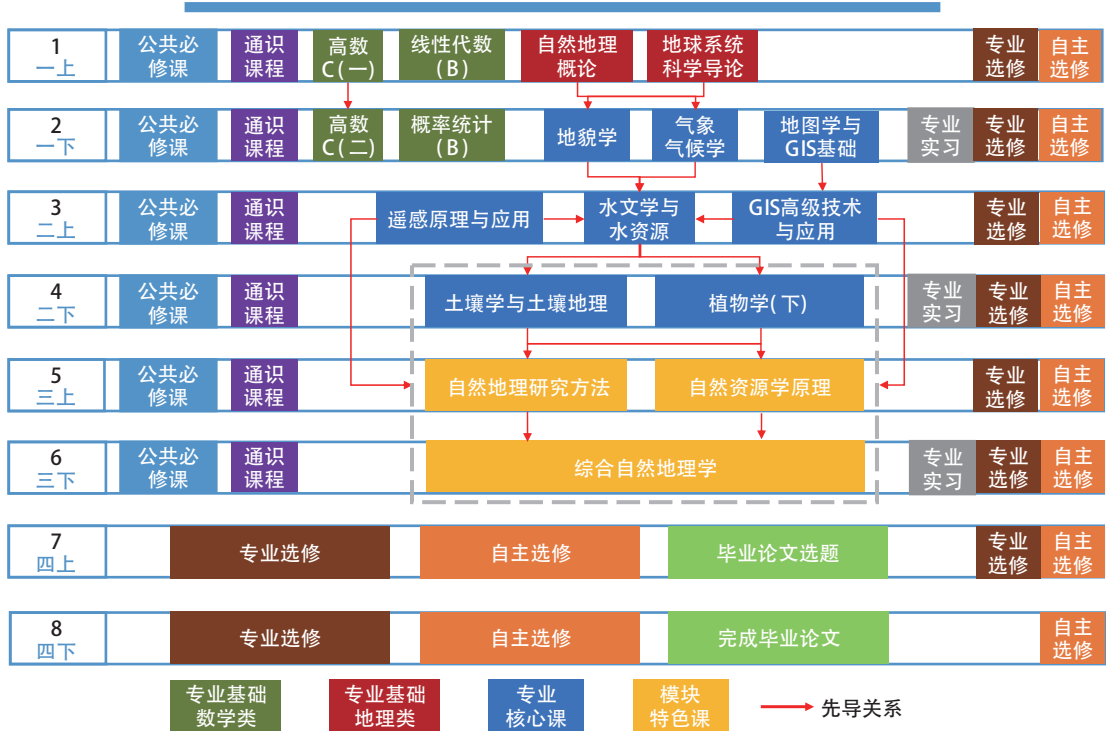 1
一上
公共必
修课
通识
课程
高数
C(一)
线性代数
(B)
自然地理
概论
地球系统
科学导论
专业
选修
自主
选修
2
一下
公共必
修课
通识
课程
高数
C(二)
概率统计
(B)
地貌学
气象
气候学
地图学与
GIS基础
专业
实习
专业
选修
自主
选修
3
二上
通识
课程
遥感原理与应用
水文学与
水资源
GIS高级技术
与应用
专业
选修
自主
选修
4
二下
公共必
修课
通识
课程
土壤学与土壤地理
植物学(下)
专业
实习
专业
选修
自主
选修
5
三上
公共必
修课
通识
课程
自然地理研究方法
自然资源学原理
专业
选修
自主
选修
6
三下
公共必
修课
通识
课程
综合自然地理学
专业
实习
专业
选修
自主
选修
7
四上
专业选修
自主选修
毕业论文选题
专业
选修
自主
选修
8
四下
专业选修
自主选修
完成毕业论文
自主
选修
专业基础
数学类
专业基础
地理类
专业
核心课
模块
特色课
先导关系